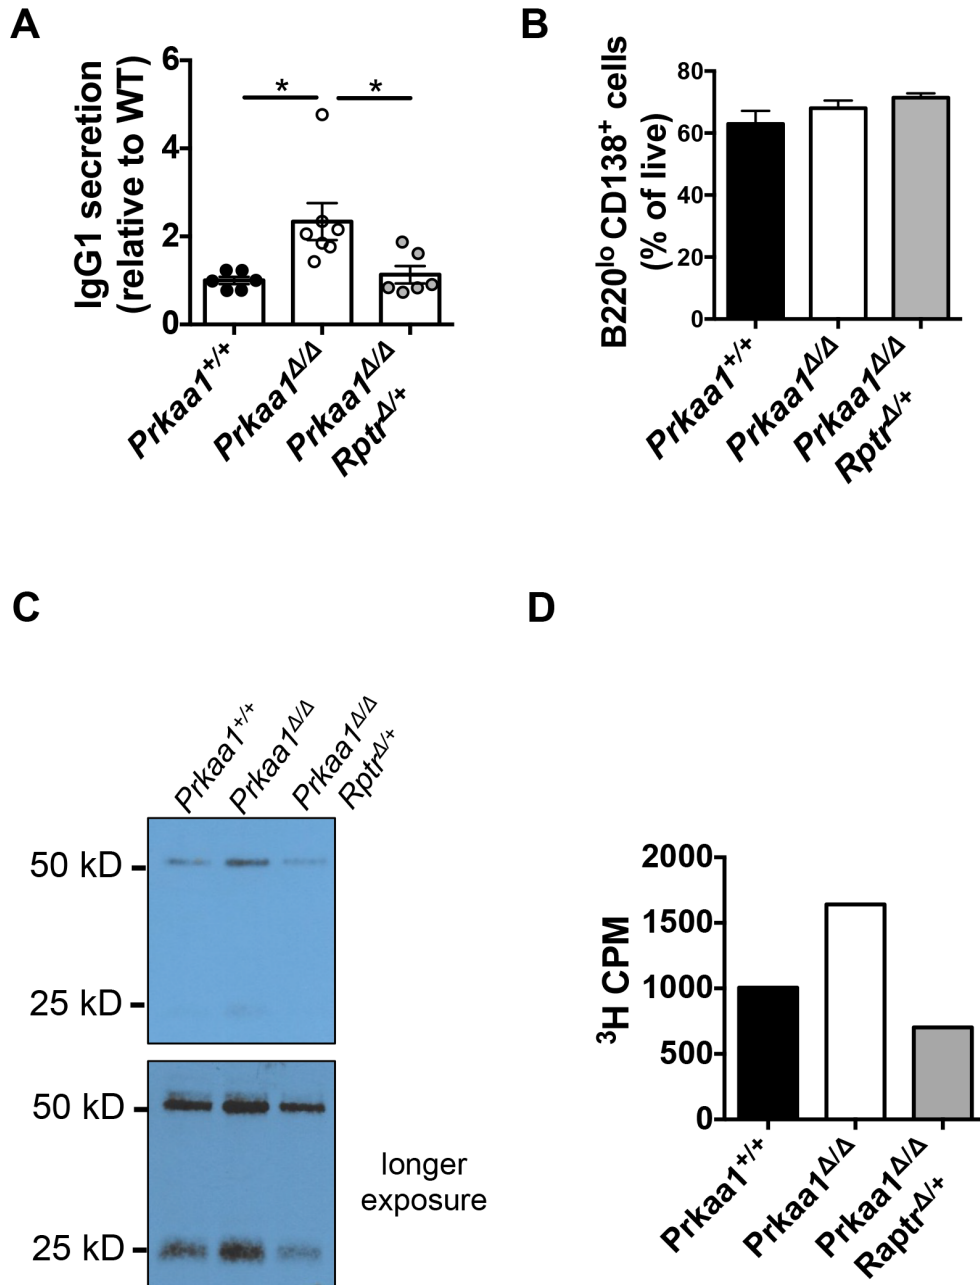 A
IgG1 secretion
(relative to WT)
6
4
2
0
*
*
Prkaa1+/+
Prkaa1Δ/Δ
Prkaa1Δ/Δ
RptrΔ/+
B
B220lo CD138+ cells
(% of live)
80
60
40
20
0
Prkaa1+/+
Prkaa1Δ/Δ
Prkaa1Δ/Δ
RptrΔ/+
C
Prkaa1+/+
Prkaa1Δ/Δ
Prkaa1Δ/Δ
RptrΔ/+
50 kD
25 kD
50 kD
25 kD
longer
exposure
D
3H CPM
2000
1500
1000
500
0
Prkaa1+/+
Prkaa1Δ/Δ
Prkaa1Δ/Δ
RaptrΔ/+